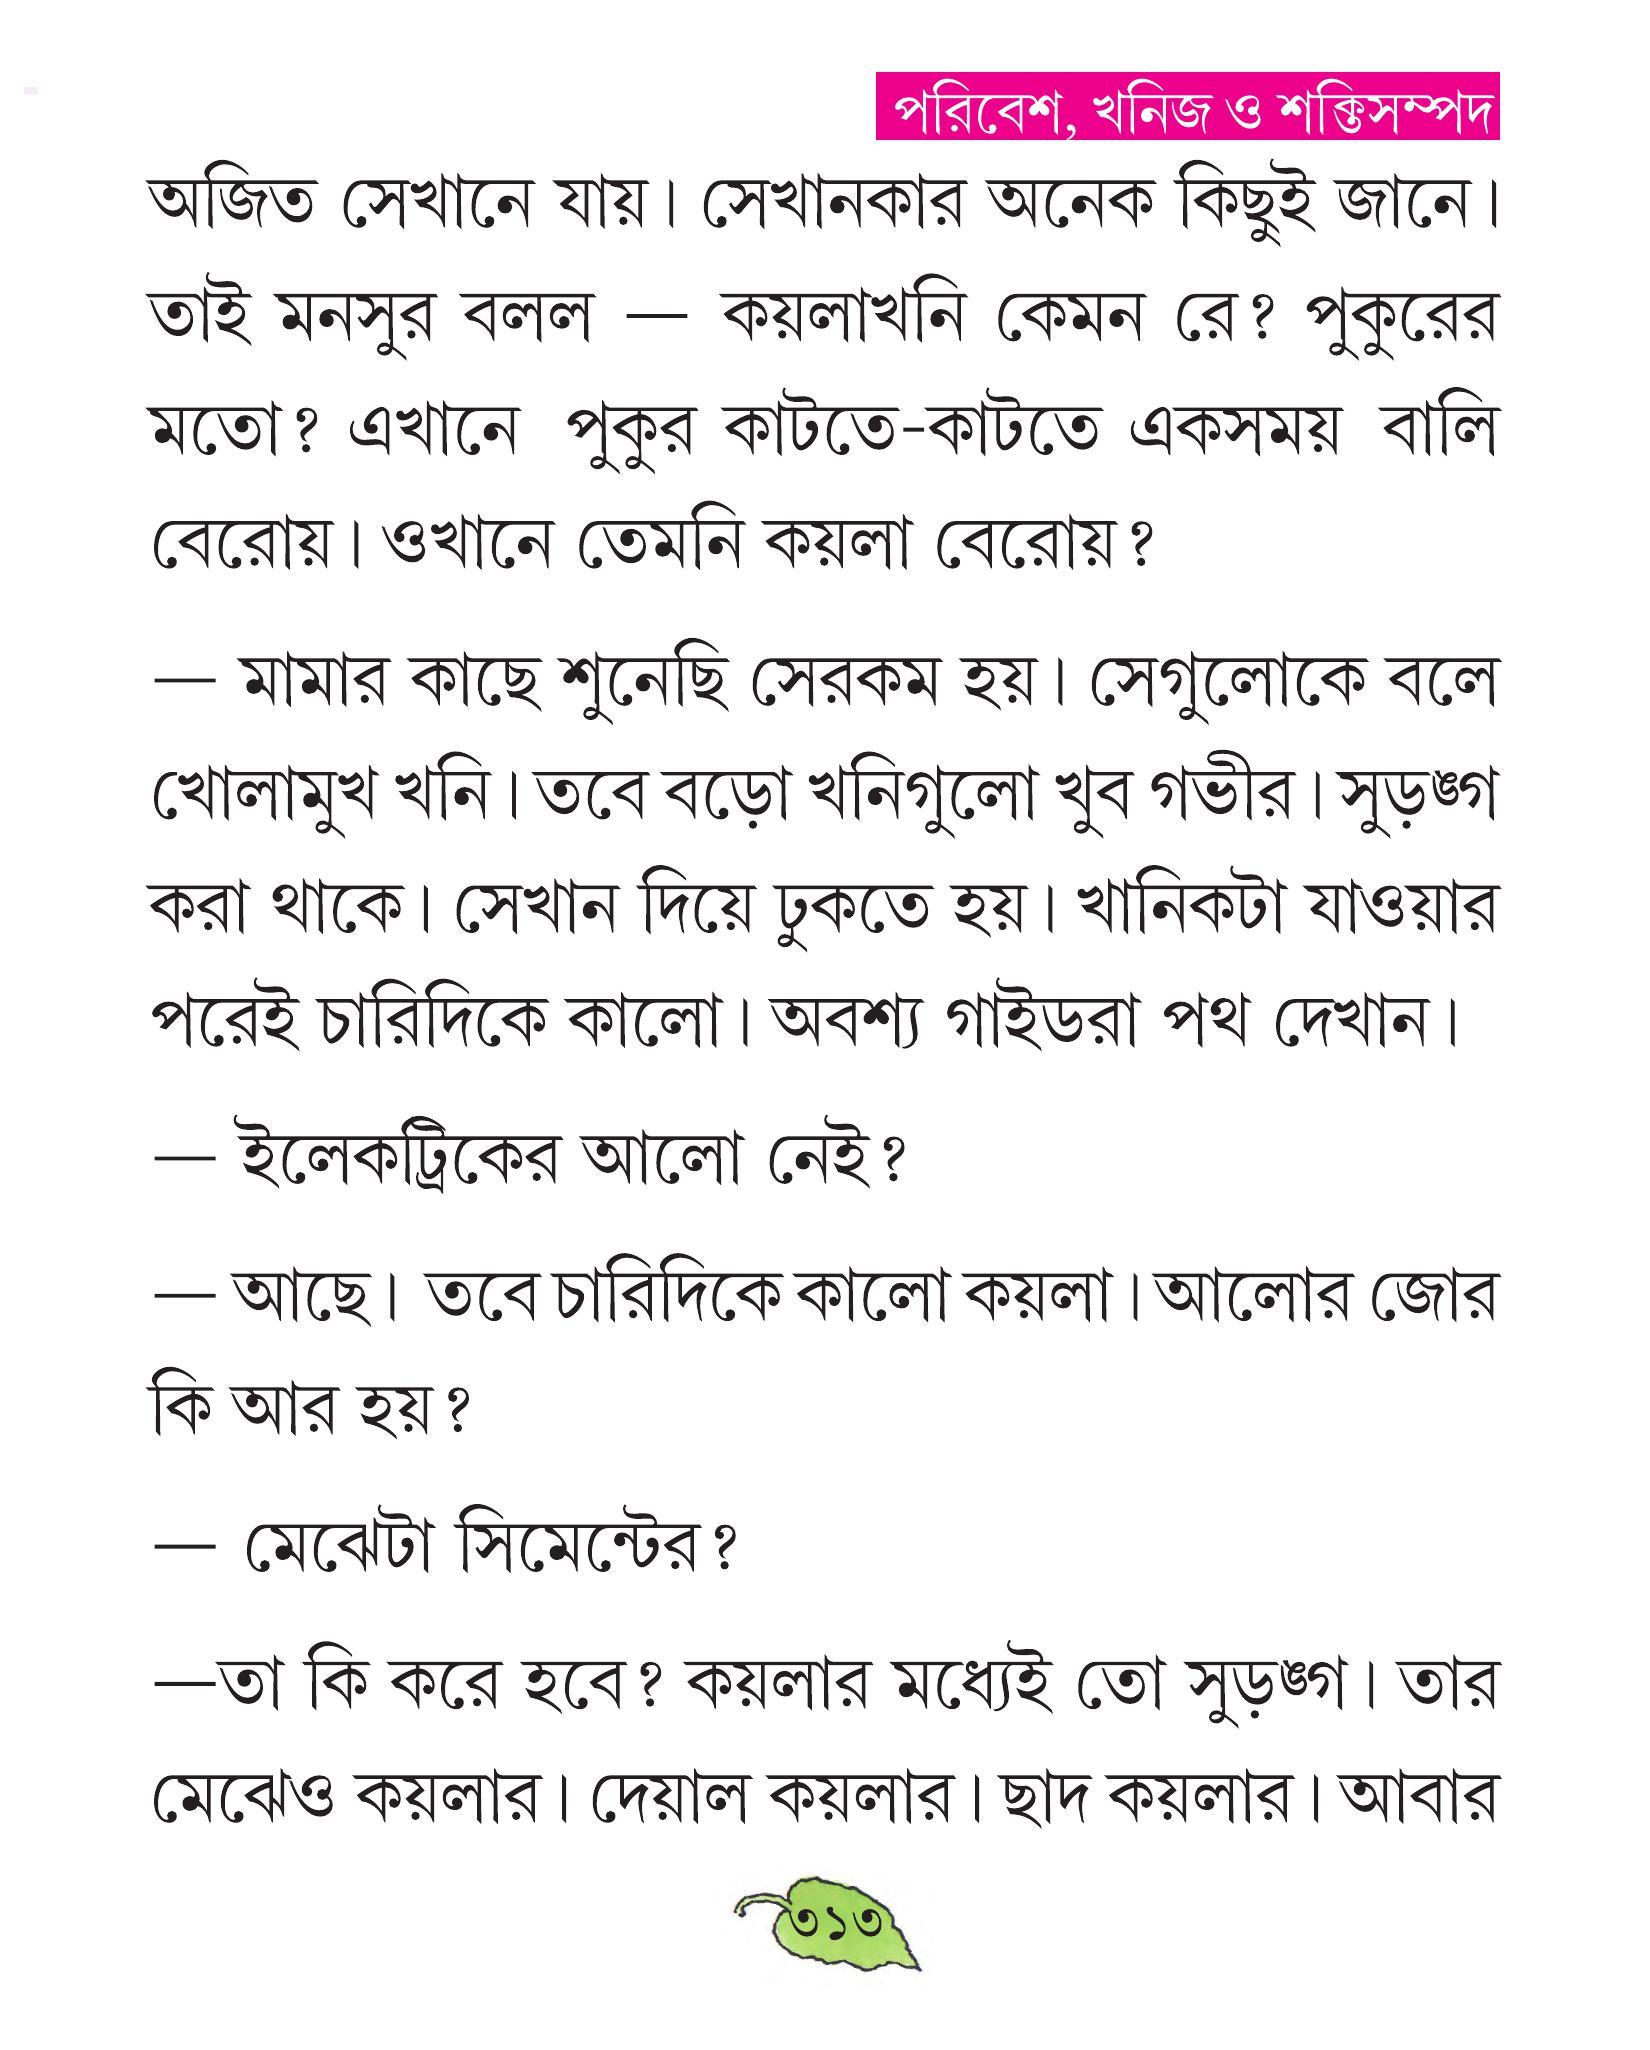 পরিবেশ, খনিজ ও শক্তিসম্পদ
অজিত সেখানে যায়। সেখানকার অনেক কিছুই জানে।
তাই মনসুর বলল — কয়লাখনি কেমন রে? পুকুরের
মতো? এখানে পুকুর কাটতে-কাটতে একসময় বালি
বেরোয়। ওখানে তেমনি কয়লা বেরোয়?
— মামার কাছে শুনেছি সেরকম হয়। সেগুলোকে বলে
খোলামুখ খনি। তবে বড়ো খনিগুলো খুব গভীর। সুড়ঙ্গ
করা থাকে। সেখান দিয়ে ঢুকতে হয়। খানিকটা যাওয়ার
পরেই চারিদিকে কালো। অবশ্য গাইডরা পথ দেখান।
— ইলেকট্রিকের আলো নেই?
— আছে। তবে চারিদিকে কালো কয়লা। আলোর জোর
কি আর হয়?
— মেঝেটা সিমেন্টের?
—তা কি করে হবে? কয়লার মধ্যেই তো সুড়ঙ্গ। তার
মেঝেও কয়লার। দেয়াল কয়লার। ছাদ কয়লার। আবার
৩১৩